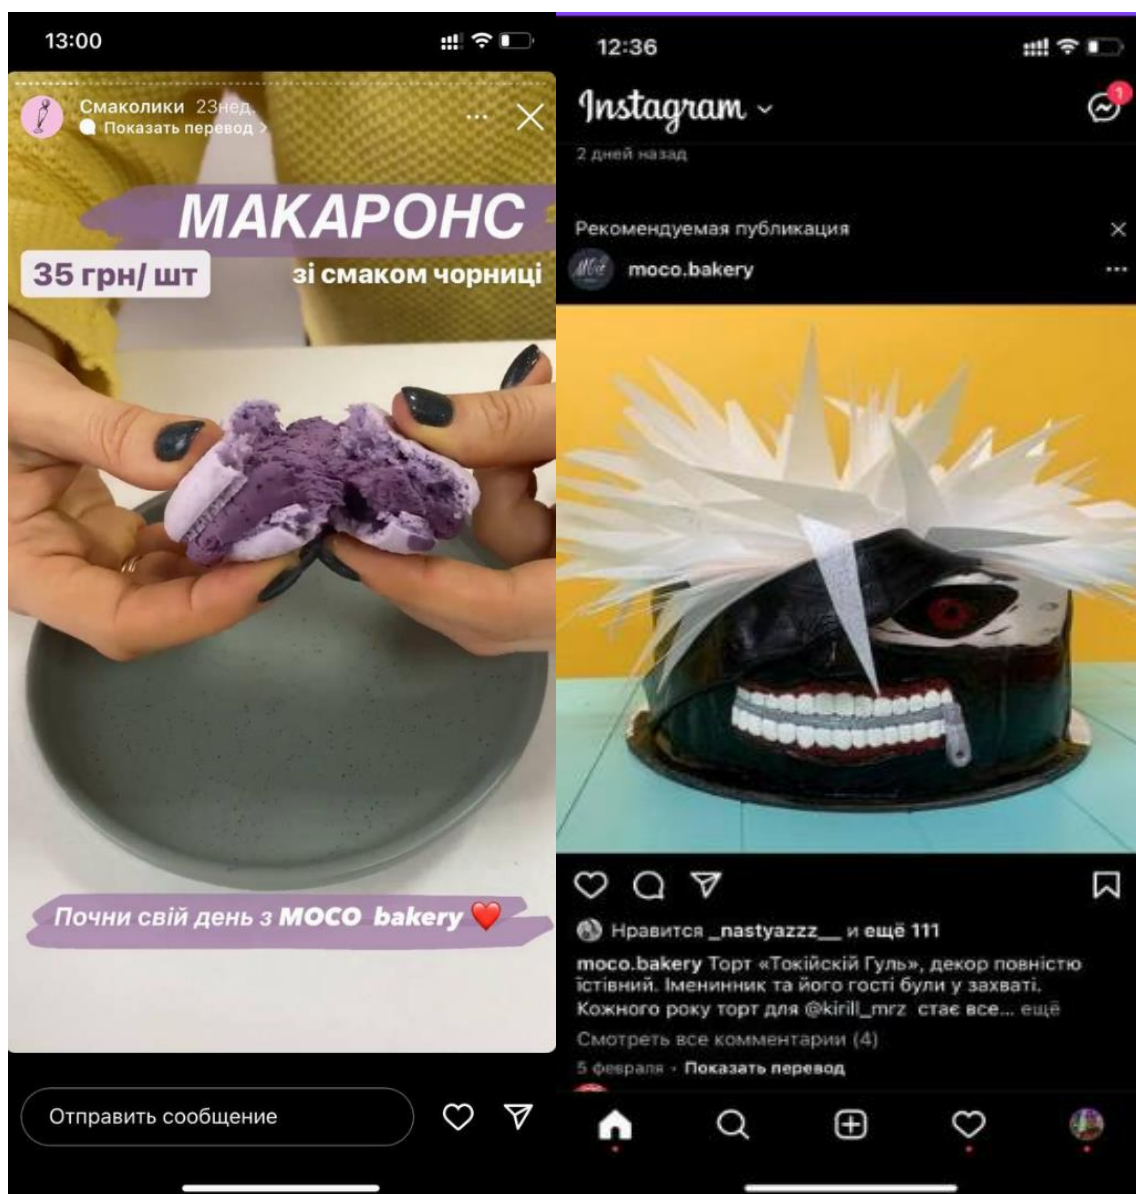 13:00
Смаколики 23нед.
Показать перевод >
МАКАРОНС
35 грн/ шт
зі смаком чорниці
Почни свій день з MOCO bakery ❤️
Отправить сообщение
12:36
Instagram
1
2 дней назад
Рекомендуемая публикация
moco.bakery
Нравится _nastyazzz__ и ещё 111
moco.bakery Торт «Токійскій Гуль», декор повністю
їстівний. Іменинник та його гості були у захваті.
Кожного року торт для @kirill_mrz стає все... ещё
Смотреть все комментарии (4)
5 февраля · Показать перевод